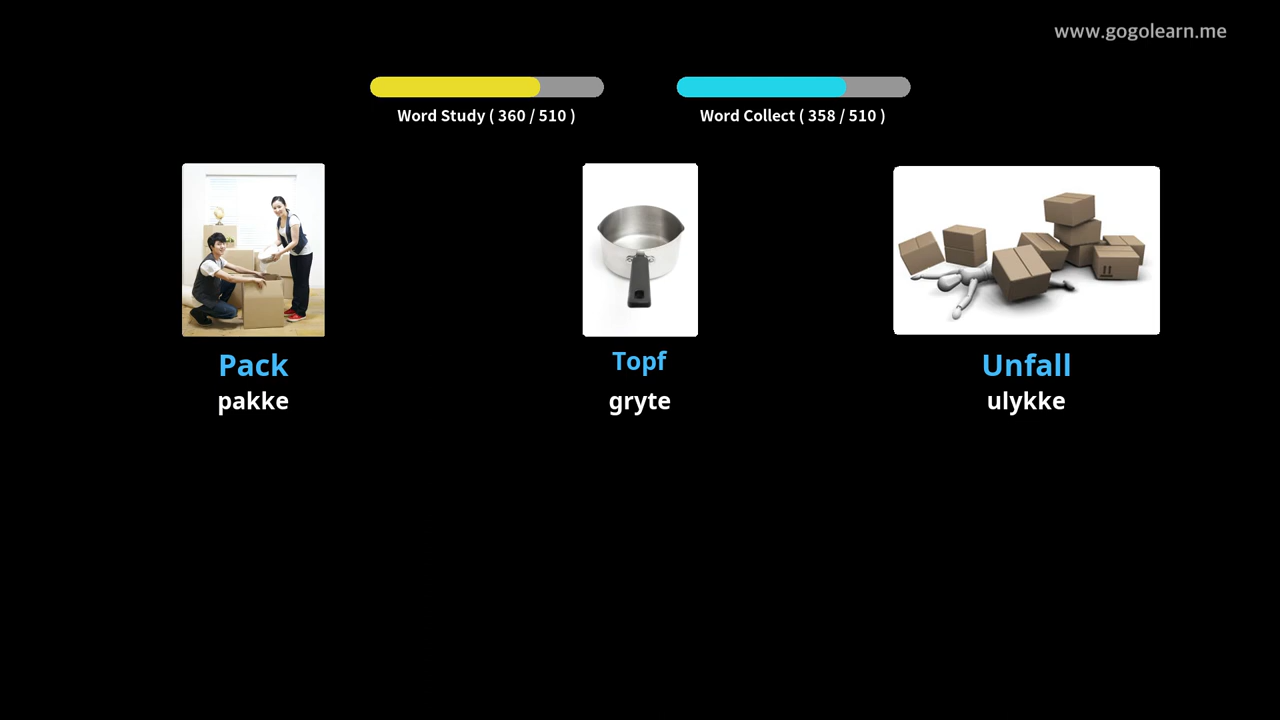 www.gogolearn.me
Word Study ( 360 / 510 )
Word Collect ( 358 / 510 )
Pack
Topf
Unfall
pakke
gryte
ulykke